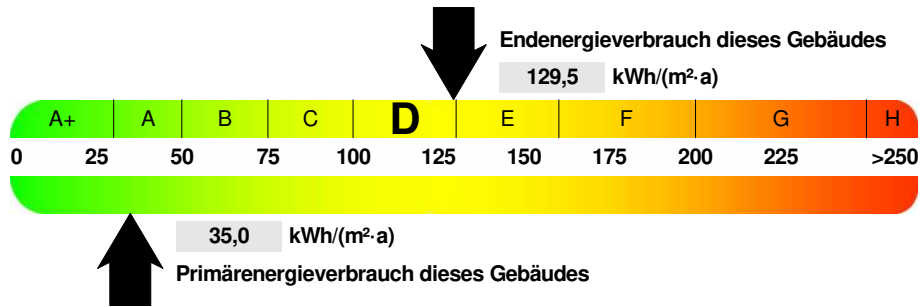 Endenergieverbrauch dieses Gebäudes
129,5 kWh/(m²·a)
A+ A B C D E F G H
0 25 50 75 100 125 150 175 200 225 >250
35,0 kWh/(m²·a)
Primärenergieverbrauch dieses Gebäudes